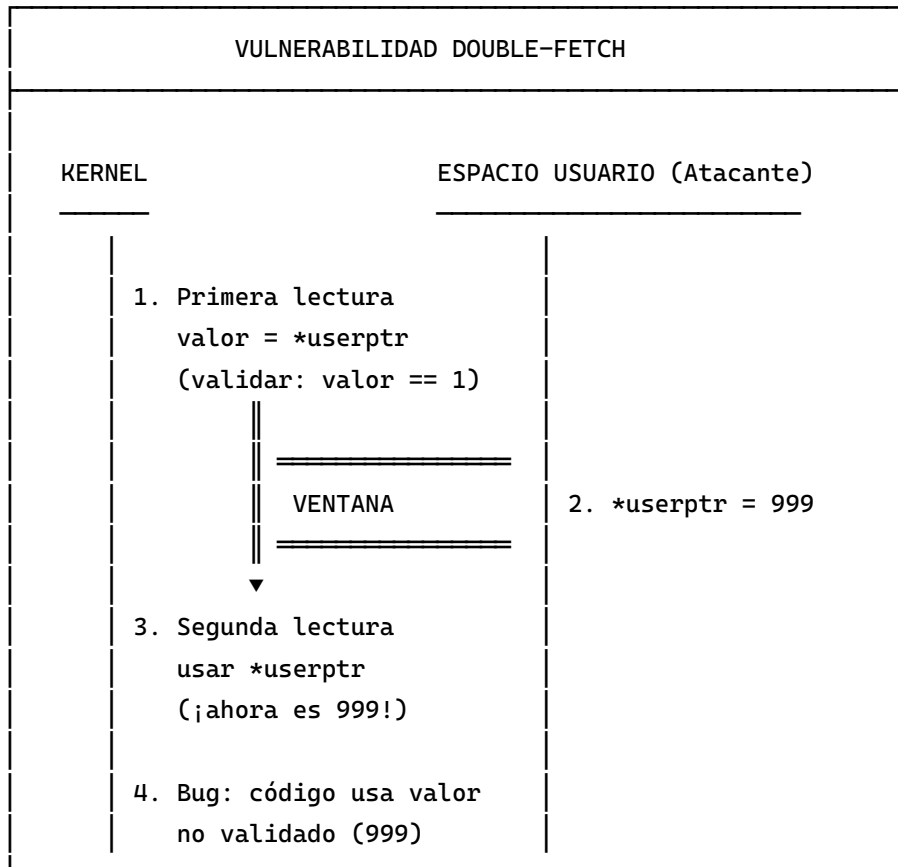 VULNERABILIDAD DOUBLE-FETCH
KERNEL ESPACIO USUARIO (Atacante)
1. Primera lectura
valor = *userptr
(validar: valor == 1)
VENTANA 2. *userptr = 999
3. Segunda lectura
usar *userptr
(¡ahora es 999!)
4. Bug: código usa valor
no validado (999)